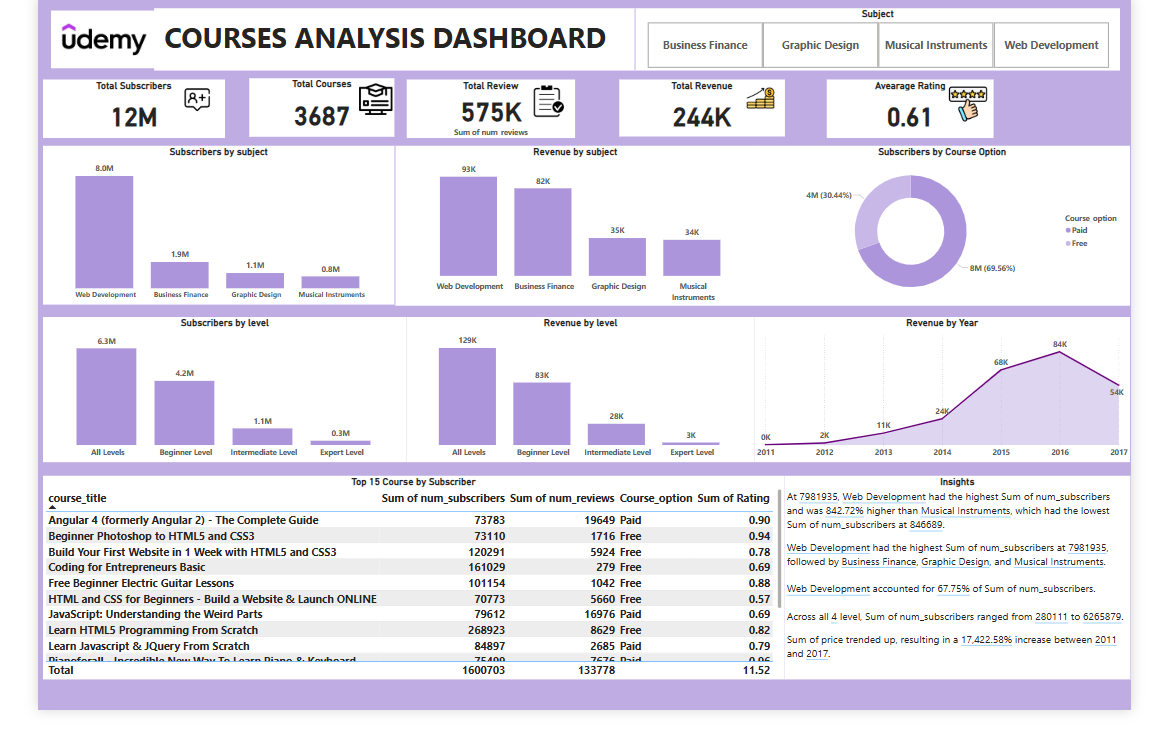 udemy
COURSES ANALYSIS DASHBOARD
Subject
Business Finance
Graphic Design
Musical Instruments
Web Development
Total Subscribers
12M
Total Courses
3687
Total Review
575K
Sum of num_reviews
Total Revenue
244K
Avearage Rating
0.61
Subscribers by subject
8.0M
1.9M
1.1M
0.8M
Web Development
Business Finance
Graphic Design
Musical Instruments
Revenue by subject
93K
82K
35K
34K
Web Development
Business Finance
Graphic Design
Musical
Instruments
Subscribers by Course Option
4M (30.44%)
8M (69.56%)
Course option
Paid
Free
Subscribers by level
6.3M
4.2M
1.1M
0.3M
All Levels
Beginner Level
Intermediate Level
Expert Level
Revenue by level
129K
83K
28K
3K
All Levels
Beginner Level
Intermediate Level
Expert Level
Revenue by Year
0K
2K
11K
24K
68K
84K
54K
2011
2012
2013
2014
2015
2016
2017
Top 15 Course by Subscriber
course_title Sum of num_subscribers Sum of num_reviews Course_option Sum of Rating
Angular 4 (formerly Angular 2) - The Complete Guide 73783 19649 Paid 0.90
Beginner Photoshop to HTML5 and CSS3 73110 1716 Free 0.94
Build Your First Website in 1 Week with HTML5 and CSS3 120291 5924 Free 0.78
Coding for Entrepreneurs Basic 161029 279 Free 0.69
Free Beginner Electric Guitar Lessons 101154 1042 Free 0.88
HTML and CSS for Beginners - Build a Website & Launch ONLINE 70773 5660 Free 0.57
JavaScript: Understanding the Weird Parts 79612 16976 Paid 0.69
Learn HTML5 Programming From Scratch 268923 8629 Free 0.82
Learn Javascript & JQuery From Scratch 84897 2685 Paid 0.79
Pianoforall - Incredible New Way To Learn Piano & Keyboard 75499 7676 Paid 0.96
Total 1600703 133778 11.52
Insights
At 7981935, Web Development had the highest Sum of num_subscribers
and was 842.72% higher than Musical Instruments, which had the lowest
Sum of num_subscribers at 846689.
Web Development had the highest Sum of num_subscribers at 7981935,
followed by Business Finance, Graphic Design, and Musical Instruments.
Web Development accounted for 67.75% of Sum of num_subscribers.
Across all 4 level, Sum of num_subscribers ranged from 280111 to 6265879.
Sum of price trended up, resulting in a 17,422.58% increase between 2011
and 2017.